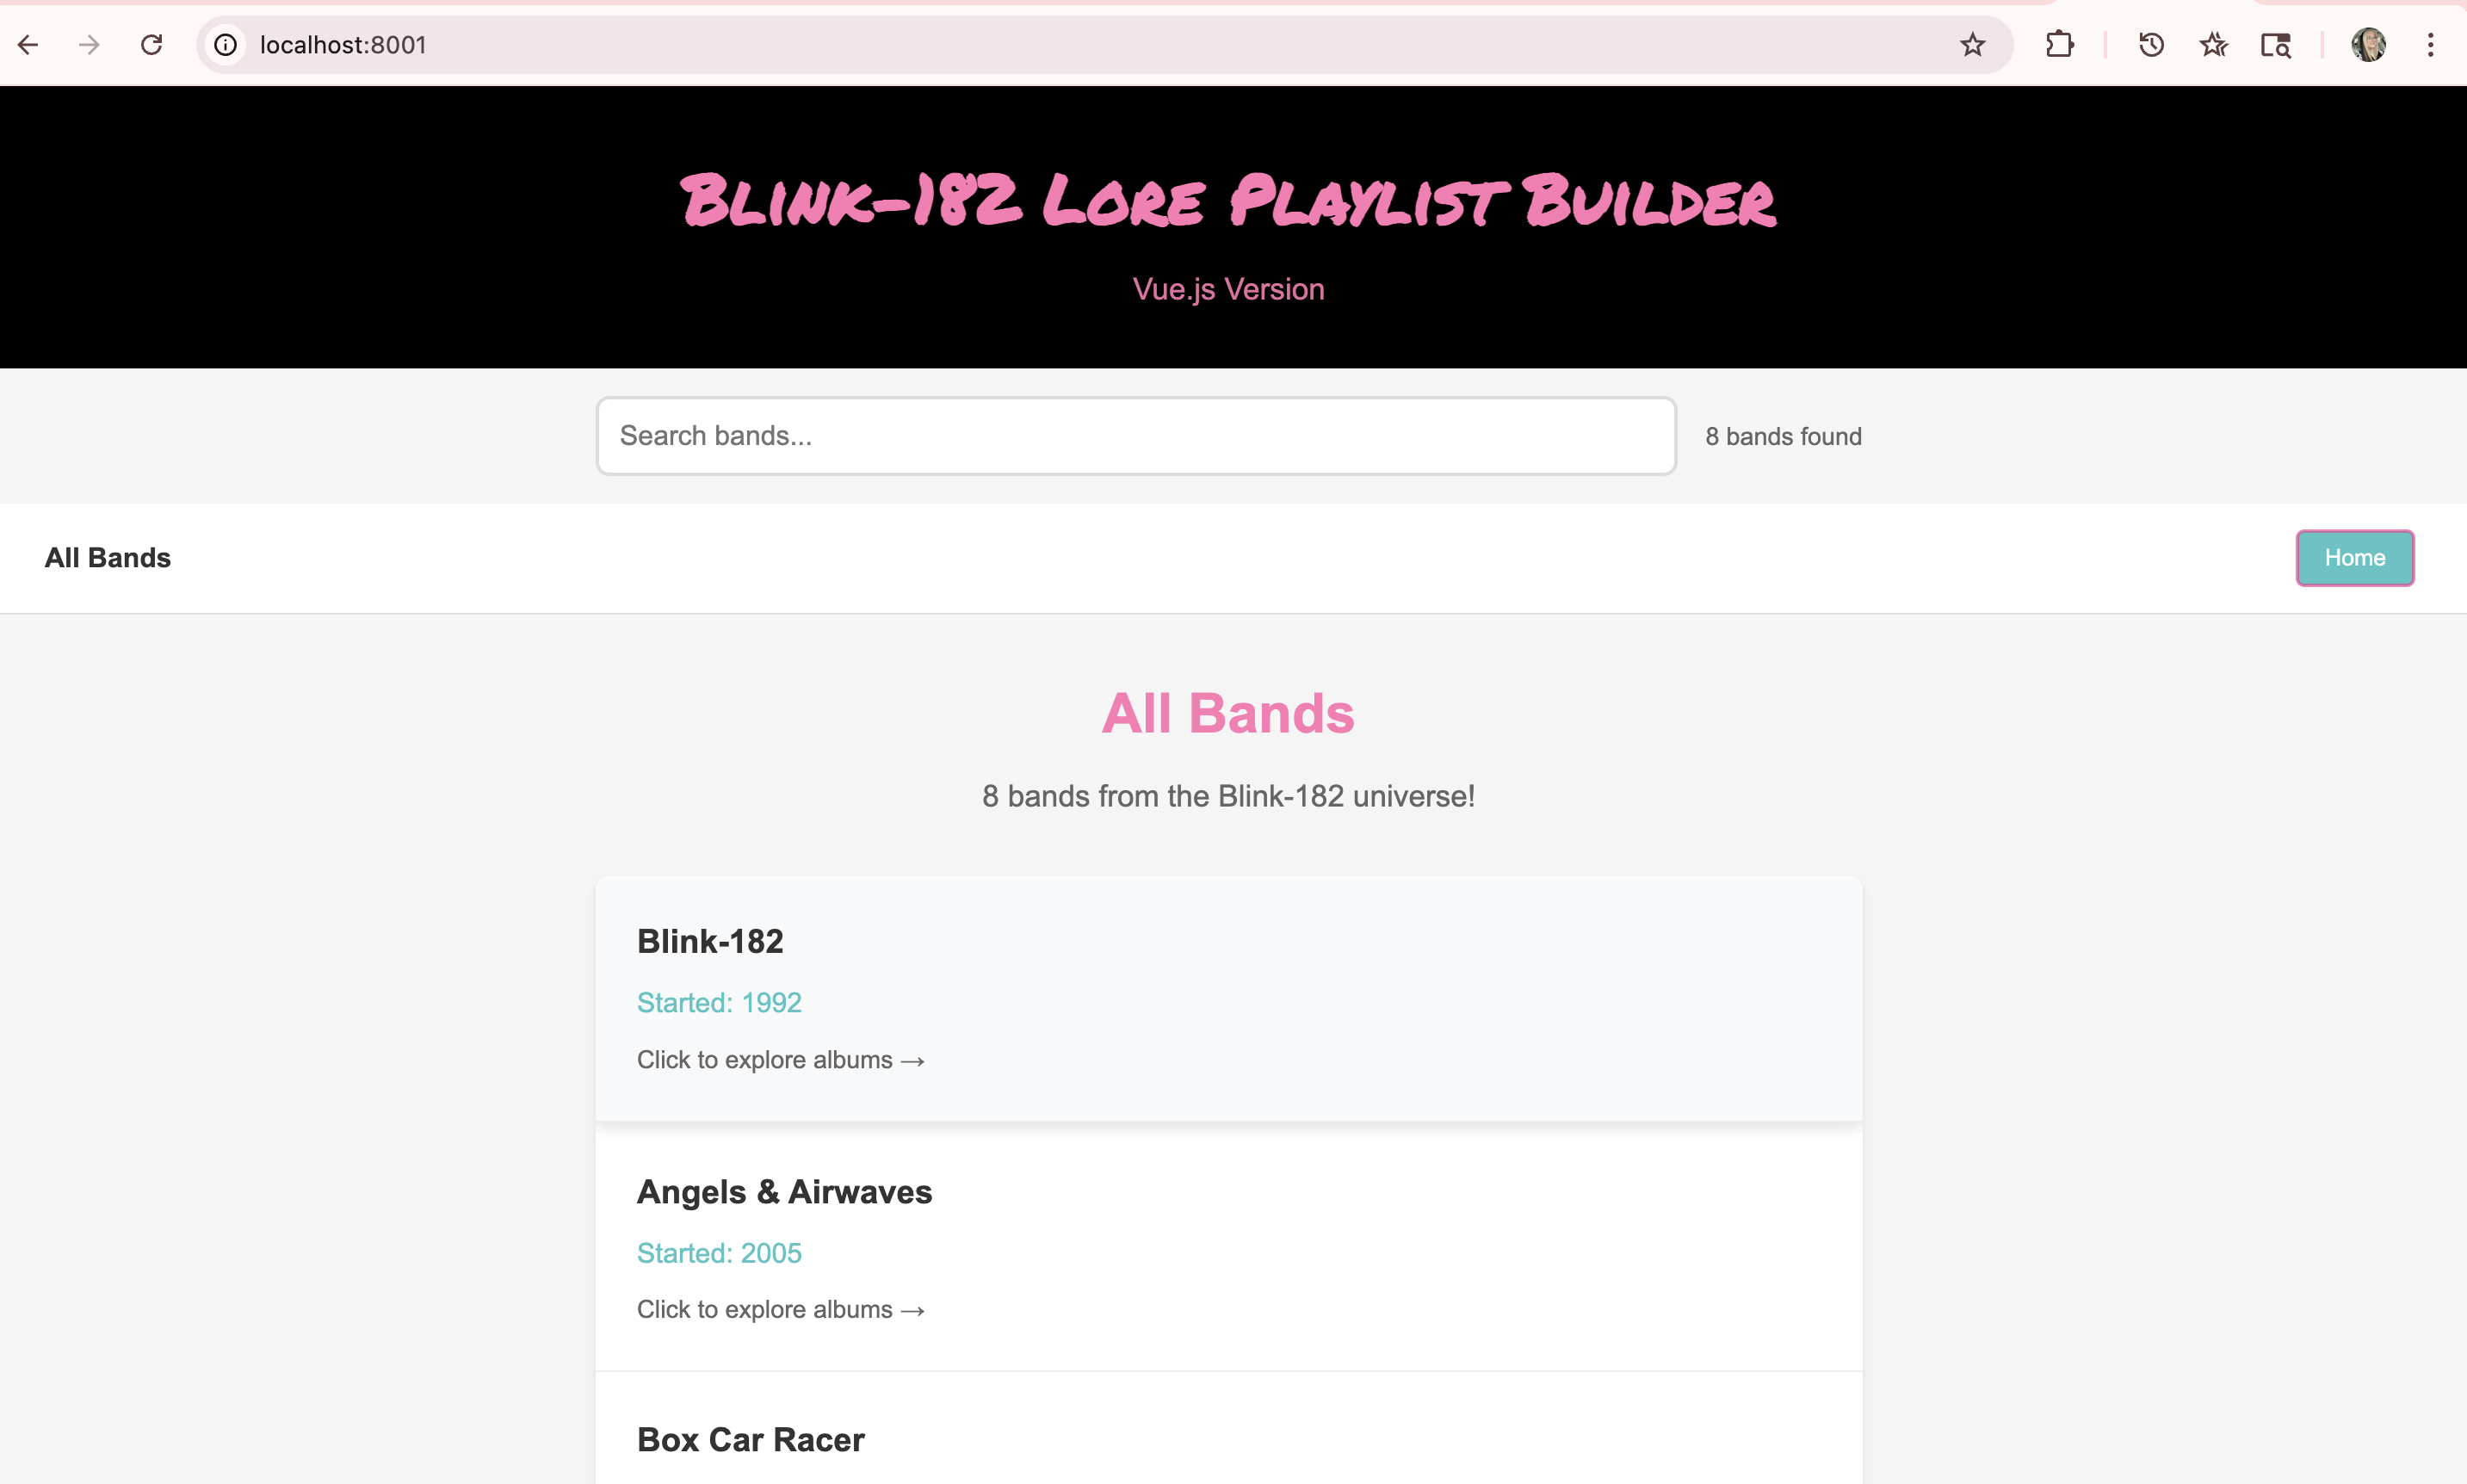 localhost:8001
Blink-182 Lore Playlist Builder
Vue.js Version
Search bands...
8 bands found
All Bands
Home
All Bands
8 bands from the Blink-182 universe!
Blink-182
Started: 1992
Click to explore albums →
Angels & Airwaves
Started: 2005
Click to explore albums →
Box Car Racer